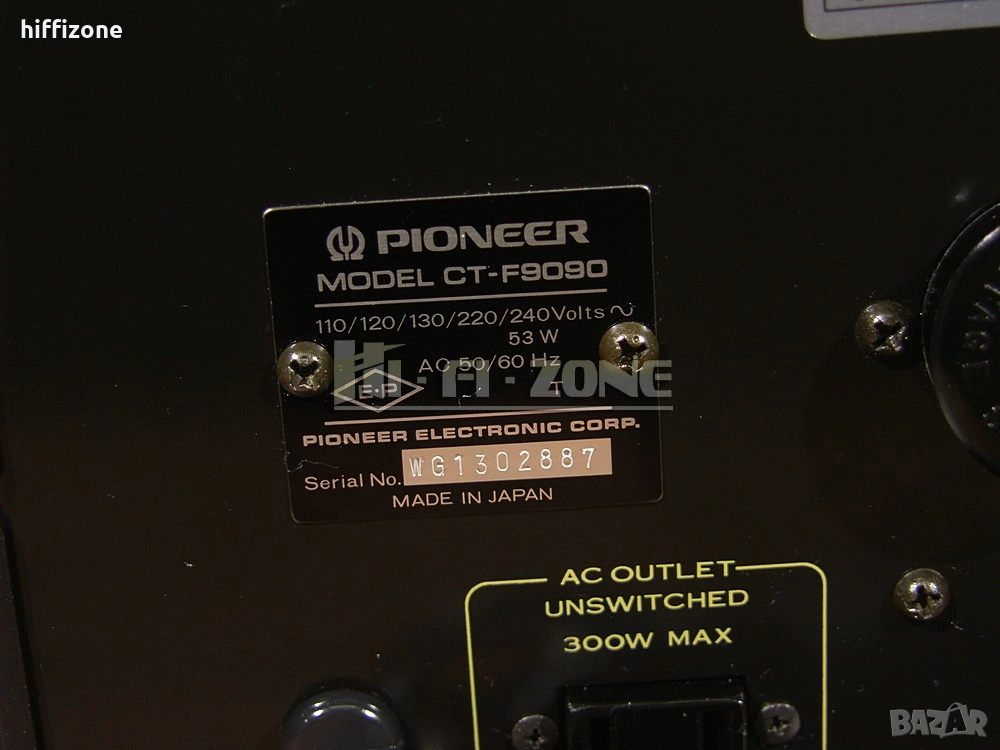 hiffizone
PIONEER
MODEL CT-F9090
110/120/130/220/240Volts ~
53 W
AC 50/60 Hz
E·P
T
HI-FI-ZONE
PIONEER ELECTRONIC CORP.
Serial No. WG1302887
MADE IN JAPAN
AC OUTLET
UNSWITCHED
300W MAX
BAZAR